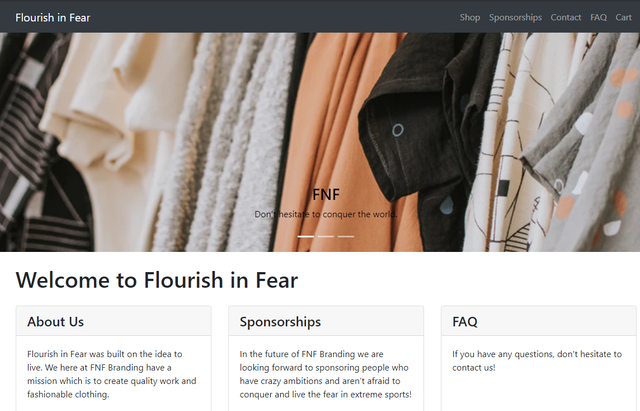 Flourish in Fear
Shop Sponsorships Contact FAQ Cart
FNF
Don't hesitate to conquer the world.
Welcome to Flourish in Fear
About Us
Flourish in Fear was built on the idea to
live. We here at FNF Branding have a
mission which is to create quality work and
fashionable clothing.
Sponsorships
In the future of FNF Branding we are
looking forward to sponsoring people who
have crazy ambitions and aren't afraid to
conquer and live the fear in extreme sports!
FAQ
If you have any questions, don't hesitate to
contact us!